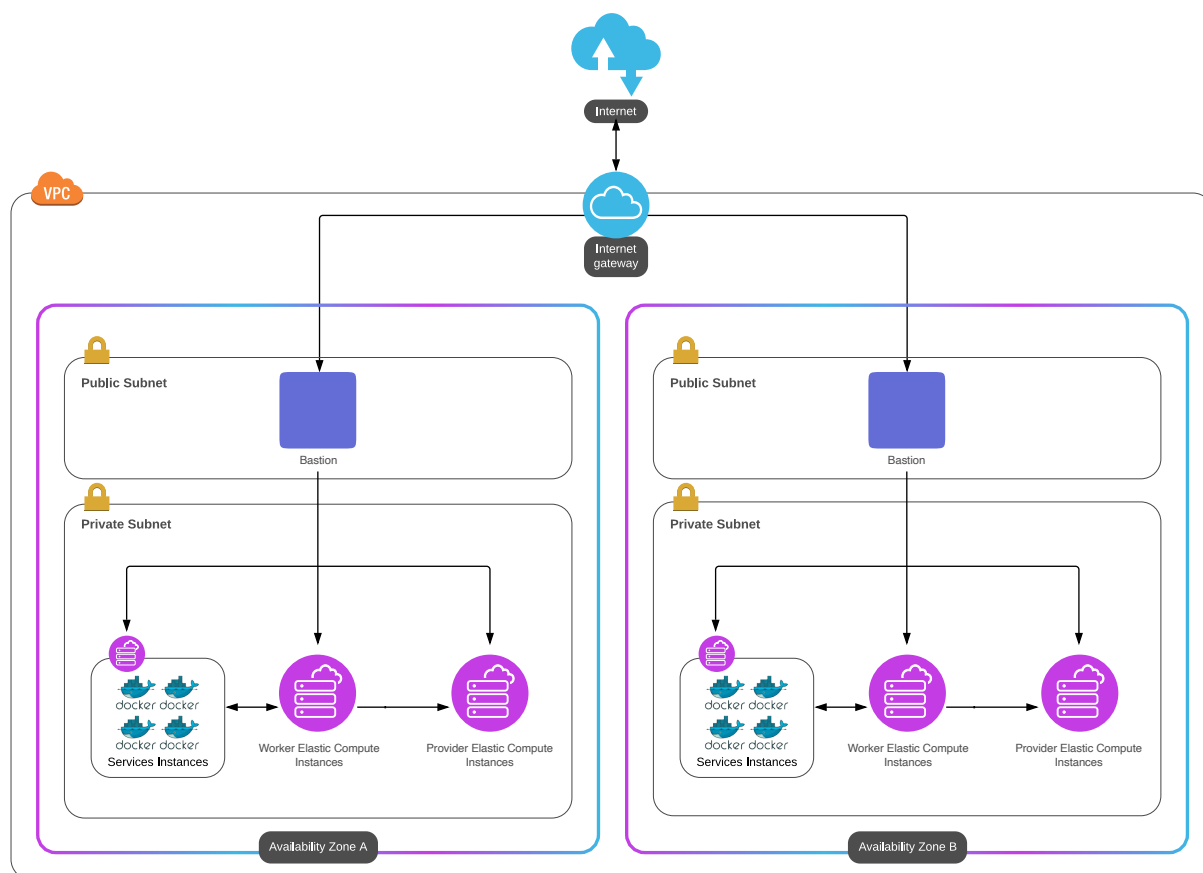 Internet
VPC
Internet
gateway
Public Subnet
Bastion
Private Subnet
docker docker
docker docker
Services Instances
Worker Elastic Compute
Instances
Provider Elastic Compute
Instances
Availability Zone A
Public Subnet
Bastion
Private Subnet
docker docker
docker docker
Services Instances
Worker Elastic Compute
Instances
Provider Elastic Compute
Instances
Availability Zone B